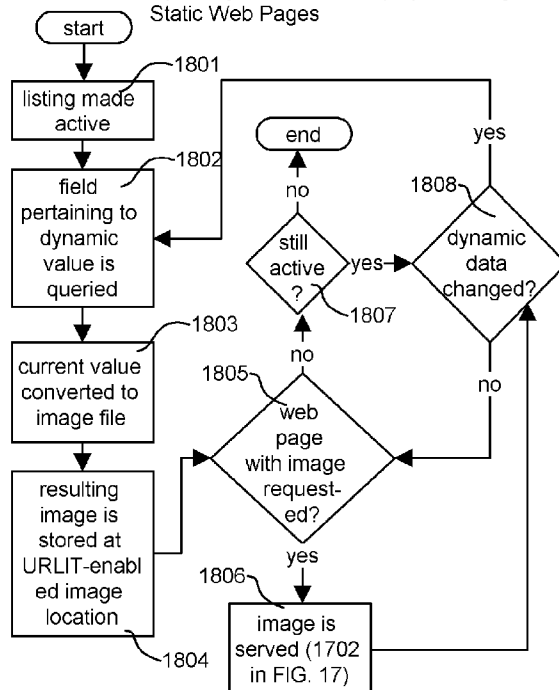 Static Web Pages
start
1801
listing made
active
1802
field
pertaining to
dynamic
value is
queried
1803
current value
converted to
image file
resulting
image is
stored at
URLIT-enabl
ed image
location
1804
1805
web
page
with image
request-
ed?
yes
1806
image is
served (1702
in FIG. 17)
no
still
active
?
1807
no
end
yes
1808
dynamic
data
changed?
yes
no